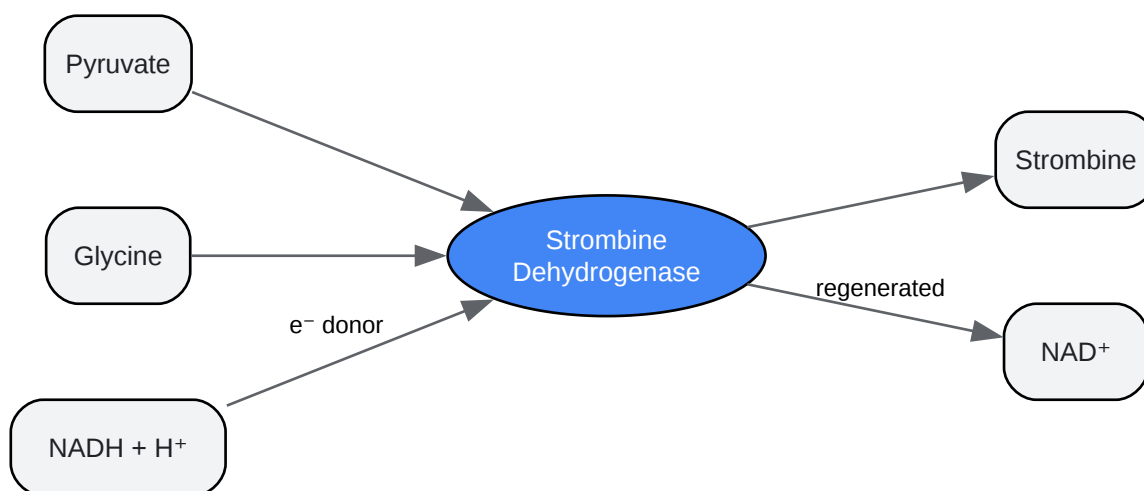 Pyruvate
Glycine
e⁻ donor
NADH + H⁺
Strombine
Dehydrogenase
Strombine
regenerated
NAD⁺